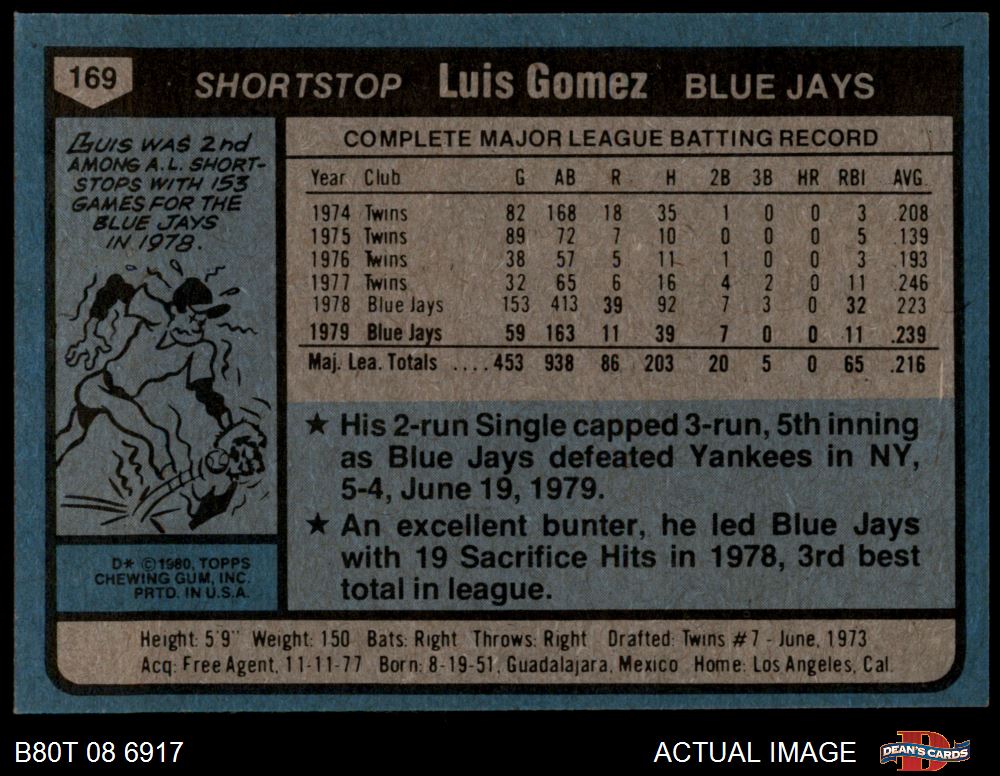 169 SHORTSTOP Luis Gomez BLUE JAYS
LUIS WAS 2nd
AMONG A.L. SHORT-
STOPS WITH 153
GAMES FOR THE
BLUE JAYS
IN 1978.
COMPLETE MAJOR LEAGUE BATTING RECORD
Year Club G AB R H 2B 3B HR RBI AVG.
1974 Twins 82 168 18 35 1 0 0 3 .208
1975 Twins 89 72 7 10 0 0 0 5 .139
1976 Twins 38 57 5 11 1 0 0 3 .193
1977 Twins 32 65 6 16 4 2 0 11 .246
1978 Blue Jays 153 413 39 92 7 3 0 32 .223
1979 Blue Jays 59 163 11 39 7 0 0 11 .239
Maj. Lea. Totals ....453 938 86 203 20 5 0 65 .216
★ His 2-run Single capped 3-run, 5th inning
as Blue Jays defeated Yankees in NY,
5-4, June 19, 1979.
★ An excellent bunter, he led Blue Jays
with 19 Sacrifice Hits in 1978, 3rd best
total in league.
D* ©1980, TOPPS
CHEWING GUM, INC.
PRTD. IN U.S.A.
Height: 5'9" Weight: 150 Bats: Right Throws: Right Drafted: Twins #7 - June, 1973
Acq: Free Agent, 11-11-77 Born: 8-19-51, Guadalajara, Mexico Home: Los Angeles, Cal.
B80T 08 6917 ACTUAL IMAGE DEAN'S CARDS